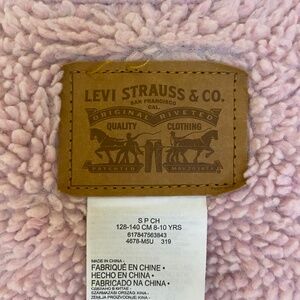 LEVI STRAUSS & CO.
SAN FRANCISCO
CAL.
ORIGINAL RIVETED
QUALITY CLOTHING
PATENTED
S P CH
128-140 CM 8-10 YRS
617847563843
4678-M5U 319
MADE IN CHINA •
FABRIQUÉ EN CHINE •
HECHO EN CHINA •
FABRICADO NA CHINA •